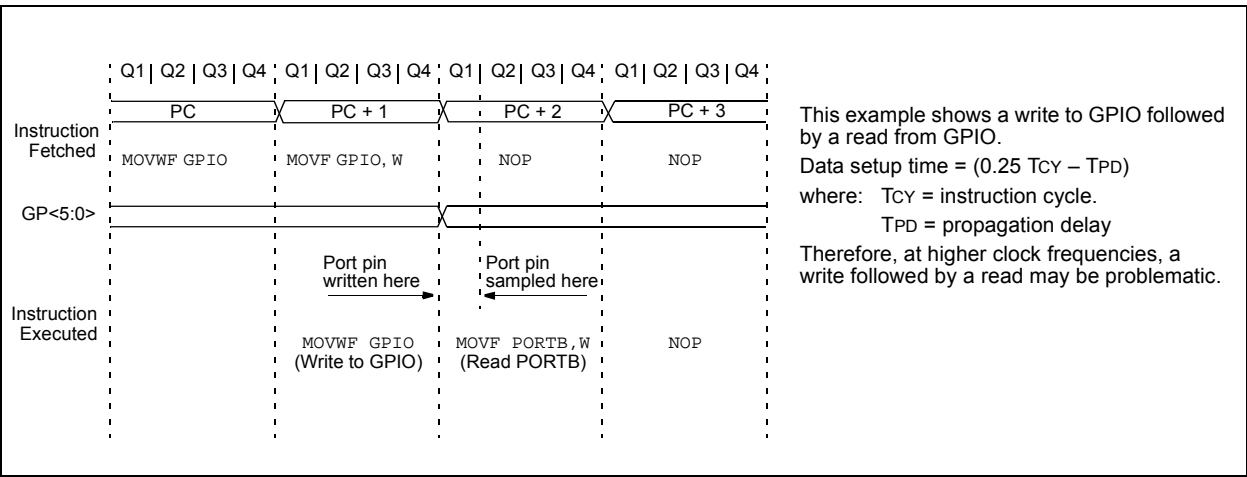 Q1 | Q2 | Q3 | Q4 Q1 | Q2 | Q3 | Q4 Q1 | Q2 | Q3 | Q4 Q1 | Q2 | Q3 | Q4
PC PC + 1 PC + 2 PC + 3
Instruction
Fetched
MOVWF GPIO MOVF GPIO, W NOP NOP
GP<5:0>
Port pin
written here
Port pin
sampled here
Instruction
Executed
MOVWF GPIO
(Write to GPIO)
MOVF PORTB,W
(Read PORTB)
NOP
This example shows a write to GPIO followed
by a read from GPIO.
Data setup time = (0.25 TCY – TPD)
where: TCY = instruction cycle.
TPD = propagation delay
Therefore, at higher clock frequencies, a
write followed by a read may be problematic.